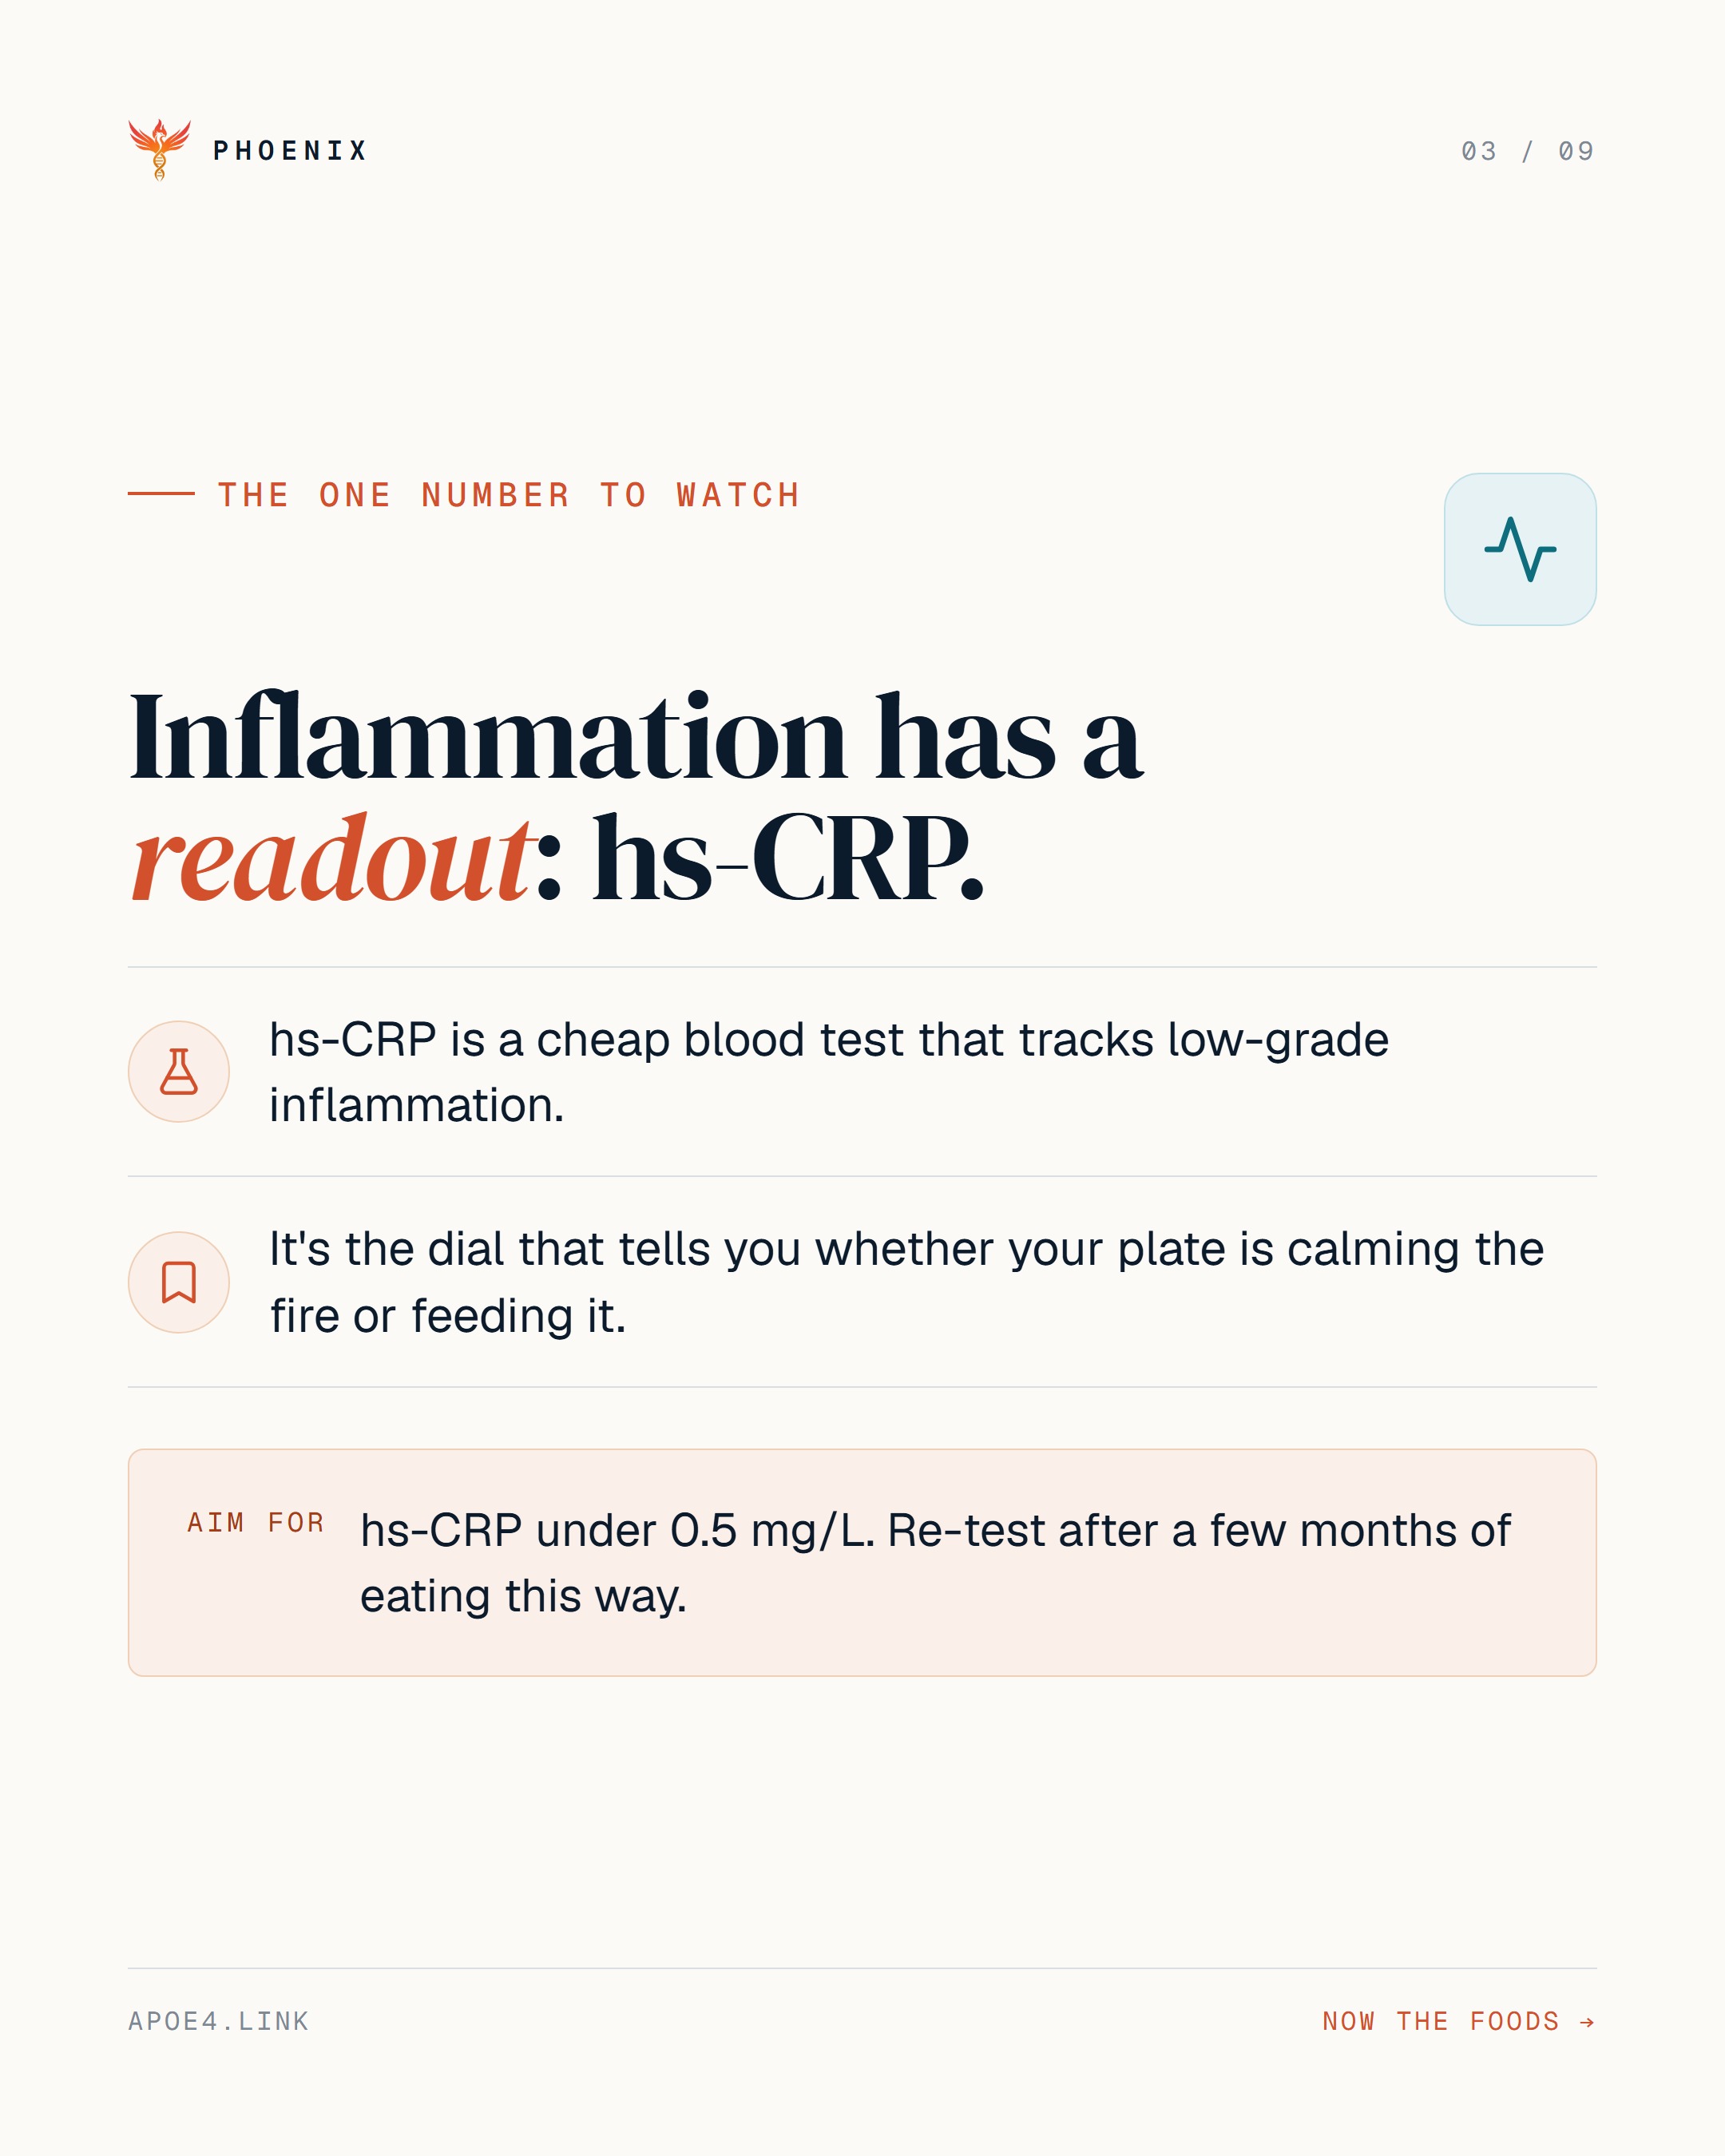 PHOENIX
03 / 09
THE ONE NUMBER TO WATCH
Inflammation has a
readout: hs-CRP.
hs-CRP is a cheap blood test that tracks low-grade
inflammation.
It's the dial that tells you whether your plate is calming the
fire or feeding it.
AIM FOR
hs-CRP under 0.5 mg/L. Re-test after a few months of
eating this way.
APOE4.LINK
NOW THE FOODS →